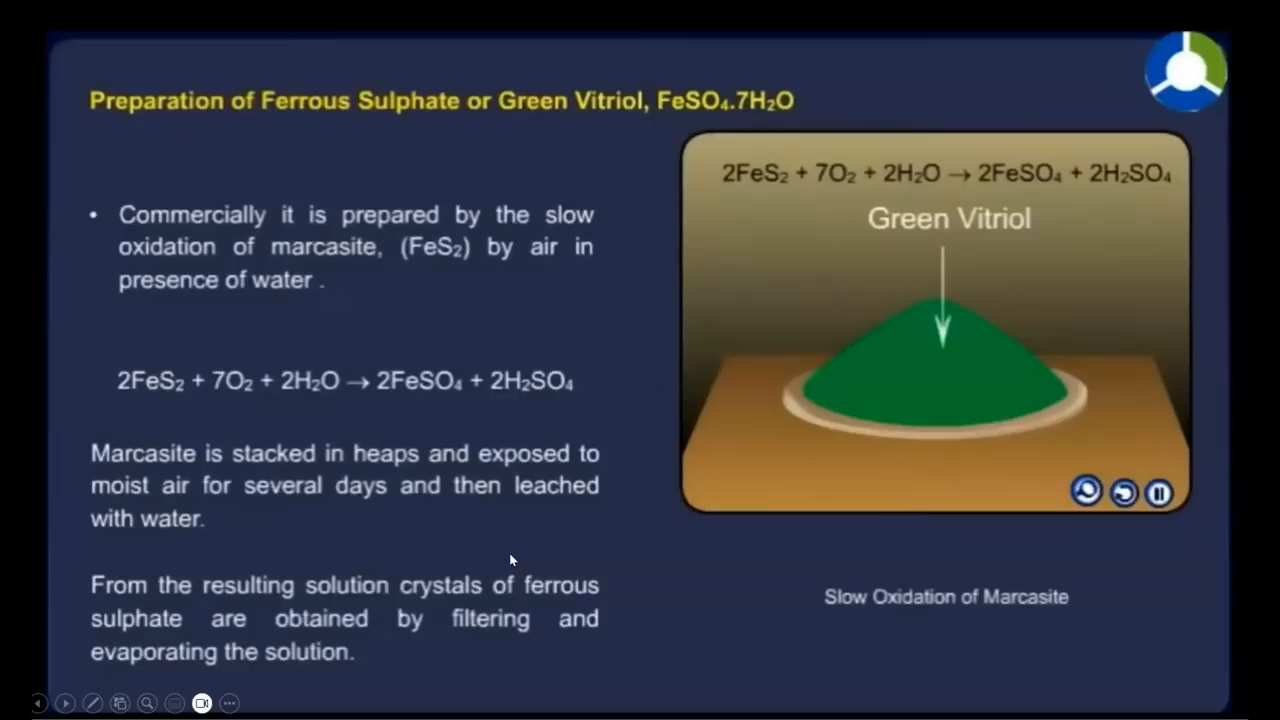 Preparation of Ferrous Sulphate or Green Vitriol, FeSO₄.7H₂O
• Commercially it is prepared by the slow
oxidation of marcasite, (FeS₂) by air in
presence of water .
2FeS₂ + 7O₂ + 2H₂O → 2FeSO₄ + 2H₂SO₄
Marcasite is stacked in heaps and exposed to
moist air for several days and then leached
with water.
From the resulting solution crystals of ferrous
sulphate are obtained by filtering and
evaporating the solution.
2FeS₂ + 7O₂ + 2H₂O → 2FeSO₄ + 2H₂SO₄
Green Vitriol
Slow Oxidation of Marcasite